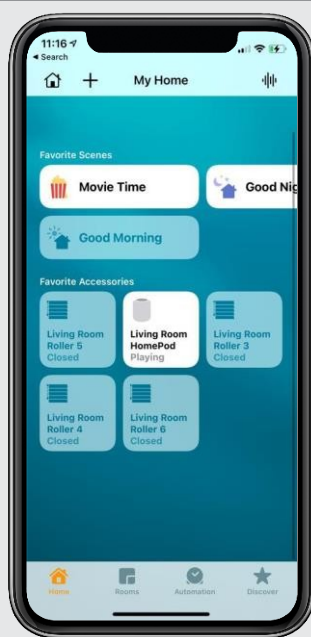 11:16
Search
My Home
Favorite Scenes
Movie Time
Good Nig
Good Morning
Favorite Accessories
Living Room
Roller 5
Closed
Living Room
HomePod
Playing
Living Room
Roller 3
Closed
Living Room
Roller 4
Closed
Living Room
Roller 6
Closed
Home
Rooms
Automation
Discover